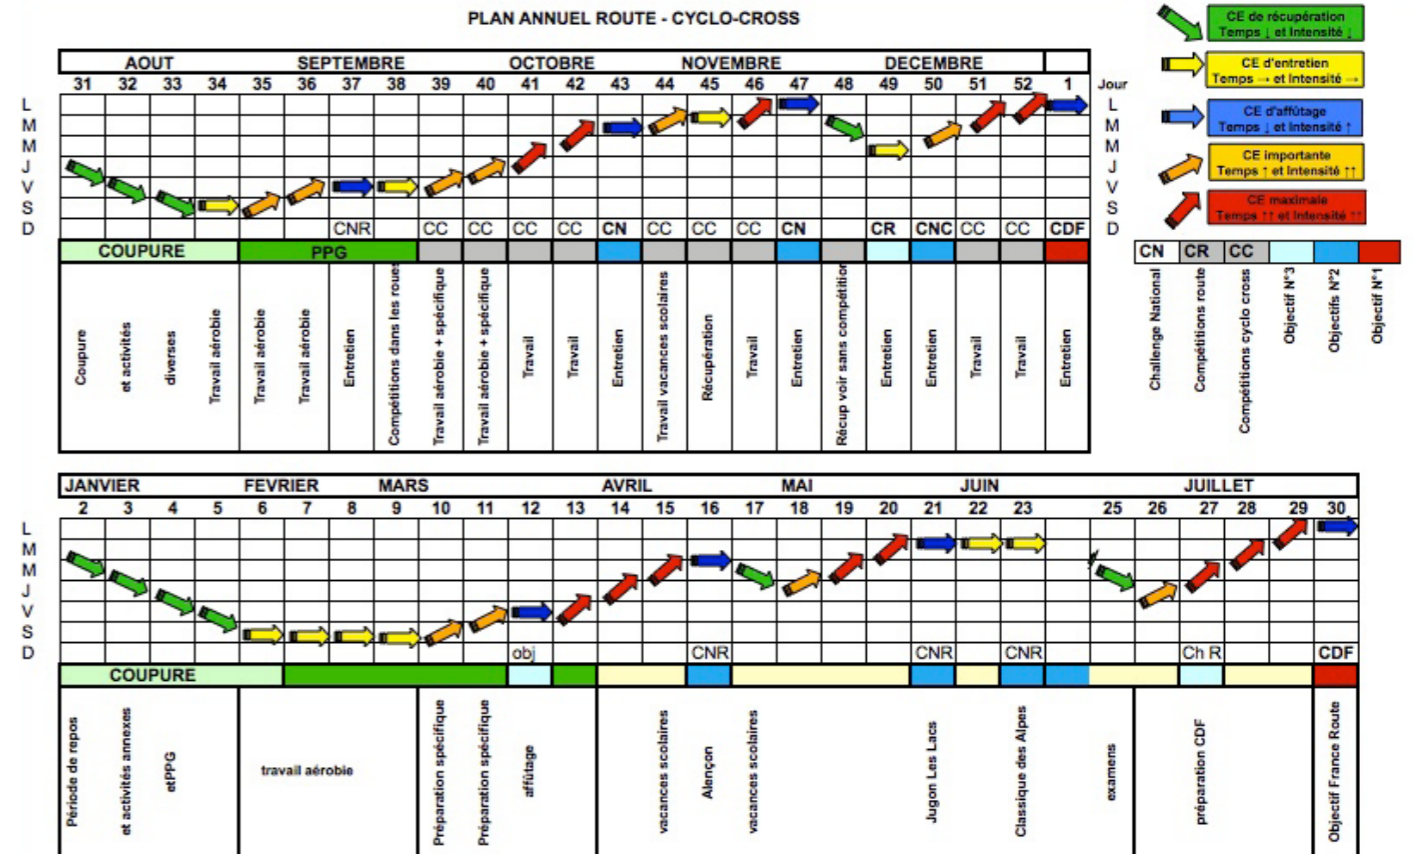 PLAN ANNUEL ROUTE - CYCLO-CROSS
CE de récupération
Temps ↓ et Intensité ↓
CE d'entretien
Temps → et Intensité →
CE d'affûtage
Temps ↓ et Intensité ↑
CE importante
Temps ↑ et Intensité ↑↑
CE maximale
Temps ↑↑ et Intensité ↑↑
CN CR CC
Challenge National
Compétitions route
Compétitions cyclo cross
Objectif N°3
Objectifs N°2
Objectif N°1
AOUT SEPTEMBRE OCTOBRE NOVEMBRE DECEMBRE
31 32 33 34 35 36 37 38 39 40 41 42 43 44 45 46 47 48 49 50 51 52 1 Jour
L L
M M
M M
J J
V V
S S
D CNR CC CC CC CC CN CC CC CC CN CR CNC CC CC CDF D
COUPURE PPG
Coupure
et activités
diverses
Travail aérobie
Travail aérobie
Travail aérobie
Entretien
Compétitions dans les roues
Travail aérobie + spécifique
Travail aérobie + spécifique
Travail
Travail
Entretien
Travail vacances scolaires
Récupération
Travail
Entretien
Récup voir sans compétition
Entretien
Entretien
Travail
Travail
Entretien
JANVIER FEVRIER MARS AVRIL MAI JUIN JUILLET
2 3 4 5 6 7 8 9 10 11 12 13 14 15 16 17 18 19 20 21 22 23 25 26 27 28 29 30
L
M
M
J
V
S
D obj CNR CNR CNR Ch R CDF
COUPURE
Période de repos
et activités annexes
etPPG
travail aérobie
Préparation spécifique
Préparation spécifique
affûtage
vacances scolaires
Alençon
vacances scolaires
Jugon Les Lacs
Classique des Alpes
examens
préparation CDF
Objectif France Route